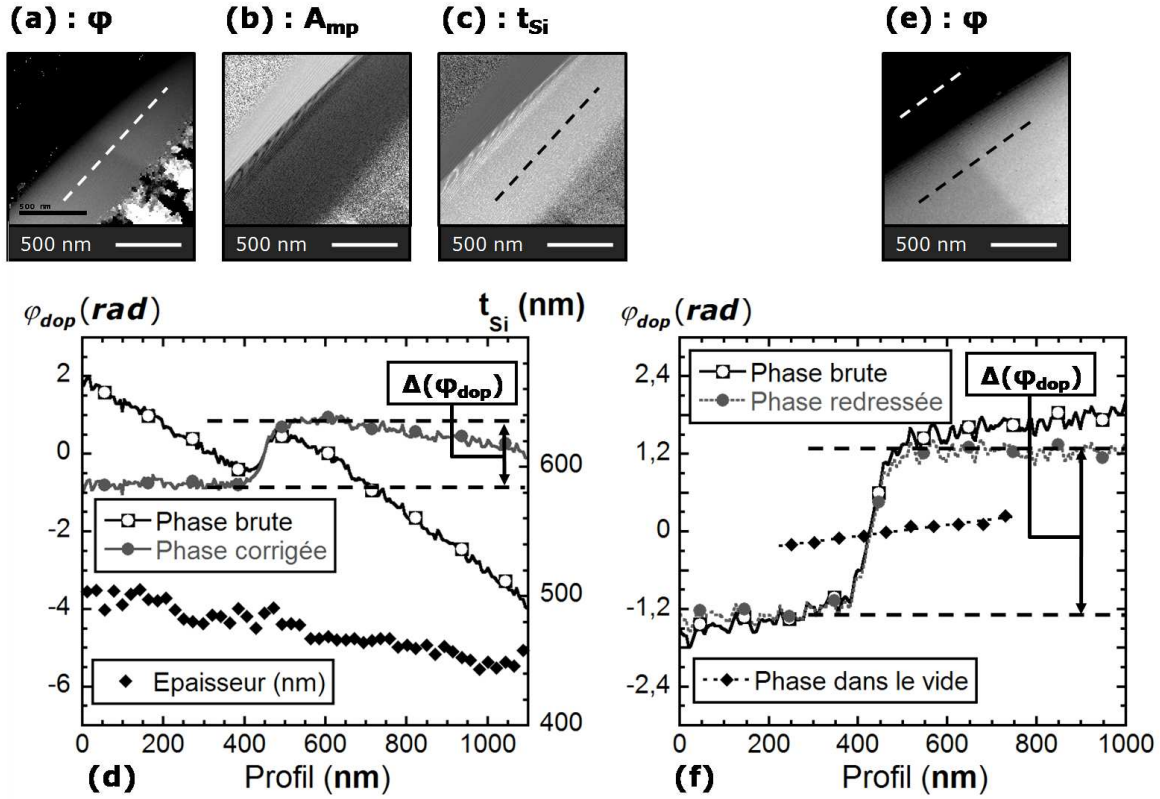 (a) : φ (b) : Amp (c) : tSi (e) : φ
500 nm
500 nm 500 nm 500 nm 500 nm
φdop (rad) tSi (nm)
2
0
-2
-4
-6
600
500
400
Δ(φdop)
Phase brute
Phase corrigée
Epaisseur (nm)
0 200 400 600 800 1000
(d) Profil (nm)
φdop (rad)
2,4
1,2
0
-1,2
-2,4
Phase brute
Phase redressée
Δ(φdop)
Phase dans le vide
0 200 400 600 800 1000
(f) Profil (nm)